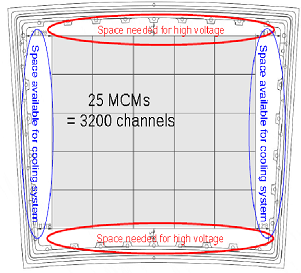 Space needed for high voltage
Space available for cooling system
Space available for cooling system
25 MCMs
= 3200 channels
Space needed for high voltage